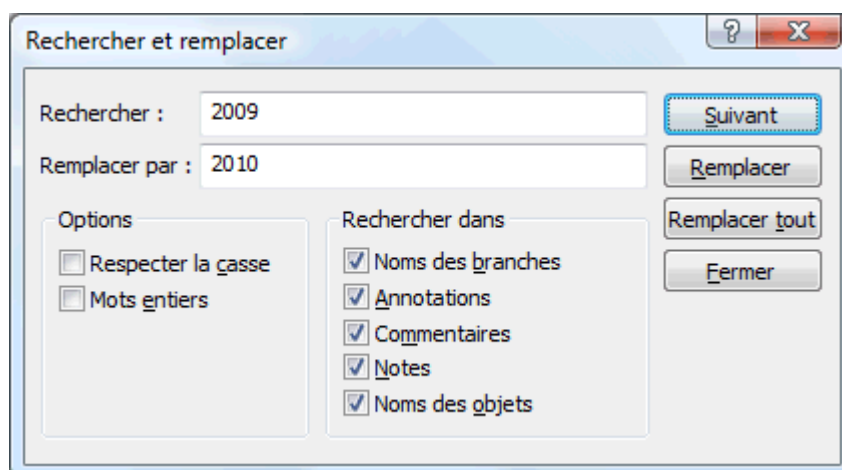 Rechercher et remplacer
?
Rechercher :
2009
Suivant
Remplacer par :
2010
Remplacer
Options
Rechercher dans
Remplacer tout
Respecter la casse
Noms des branches
Fermer
Mots entiers
Annotations
Commentaires
Notes
Noms des objets